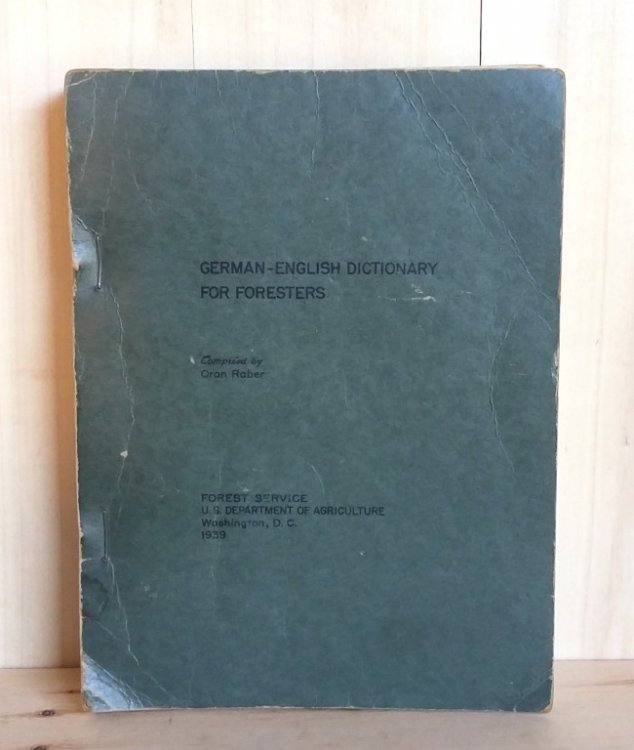 GERMAN-ENGLISH DICTIONARY
FOR FORESTERS
Compiled by
Oran Raber
FOREST SERVICE
U.S. DEPARTMENT OF AGRICULTURE
Washington, D. C.
1939